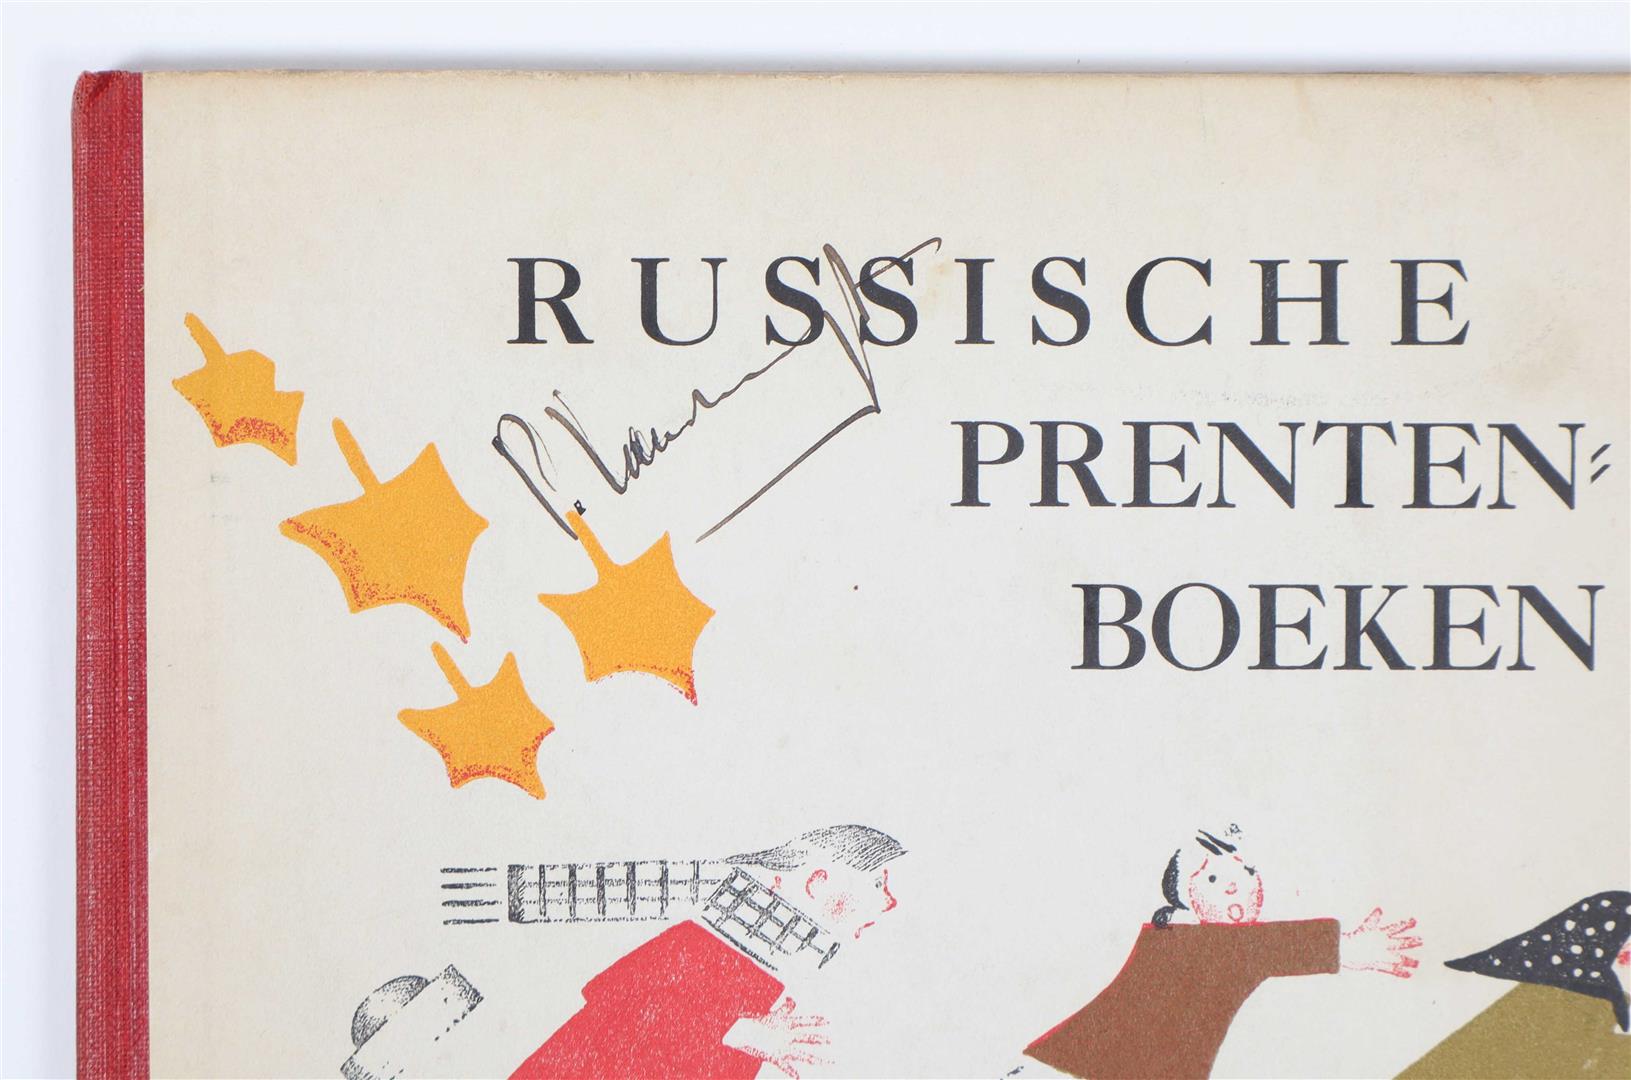 RUSSISCHE
PRENTEN=
BOEKEN